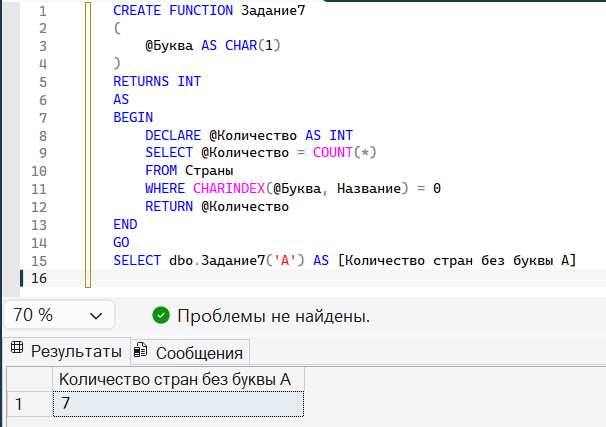 1 CREATE FUNCTION Задание7
2 (
3 @Буква AS CHAR(1)
4 )
5 RETURNS INT
6 AS
7 BEGIN
8 DECLARE @Количество AS INT
9 SELECT @Количество = COUNT(*)
10 FROM Страны
11 WHERE CHARINDEX(@Буква, Название) = 0
12 RETURN @Количество
13 END
14 GO
15 SELECT dbo.Задание7('А') AS [Количество стран без буквы А]
16
70 % Проблемы не найдены.
Результаты Сообщения
Количество стран без буквы А
1 7